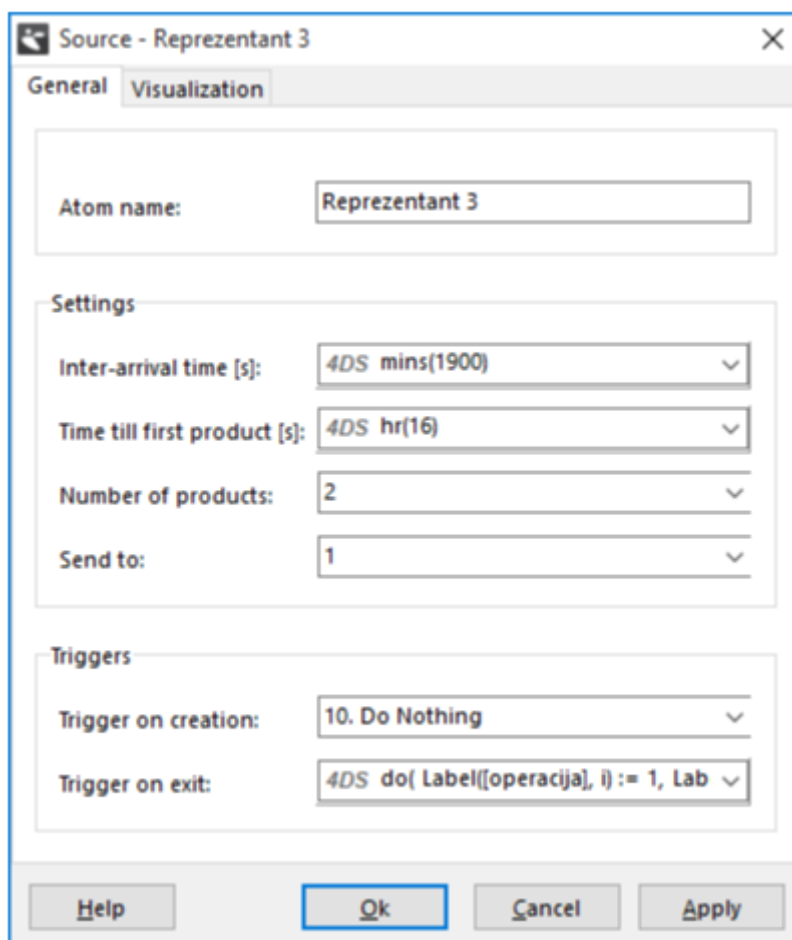 Source - Reprezentant 3
General Visualization
Atom name: Reprezentant 3
Settings
Inter-arrival time [s]: 4DS mins(1900)
Time till first product [s]: 4DS hr(16)
Number of products: 2
Send to: 1
Triggers
Trigger on creation: 10. Do Nothing
Trigger on exit: 4DS do( Label([operacija], i) := 1, Lab
Help Ok Cancel Apply